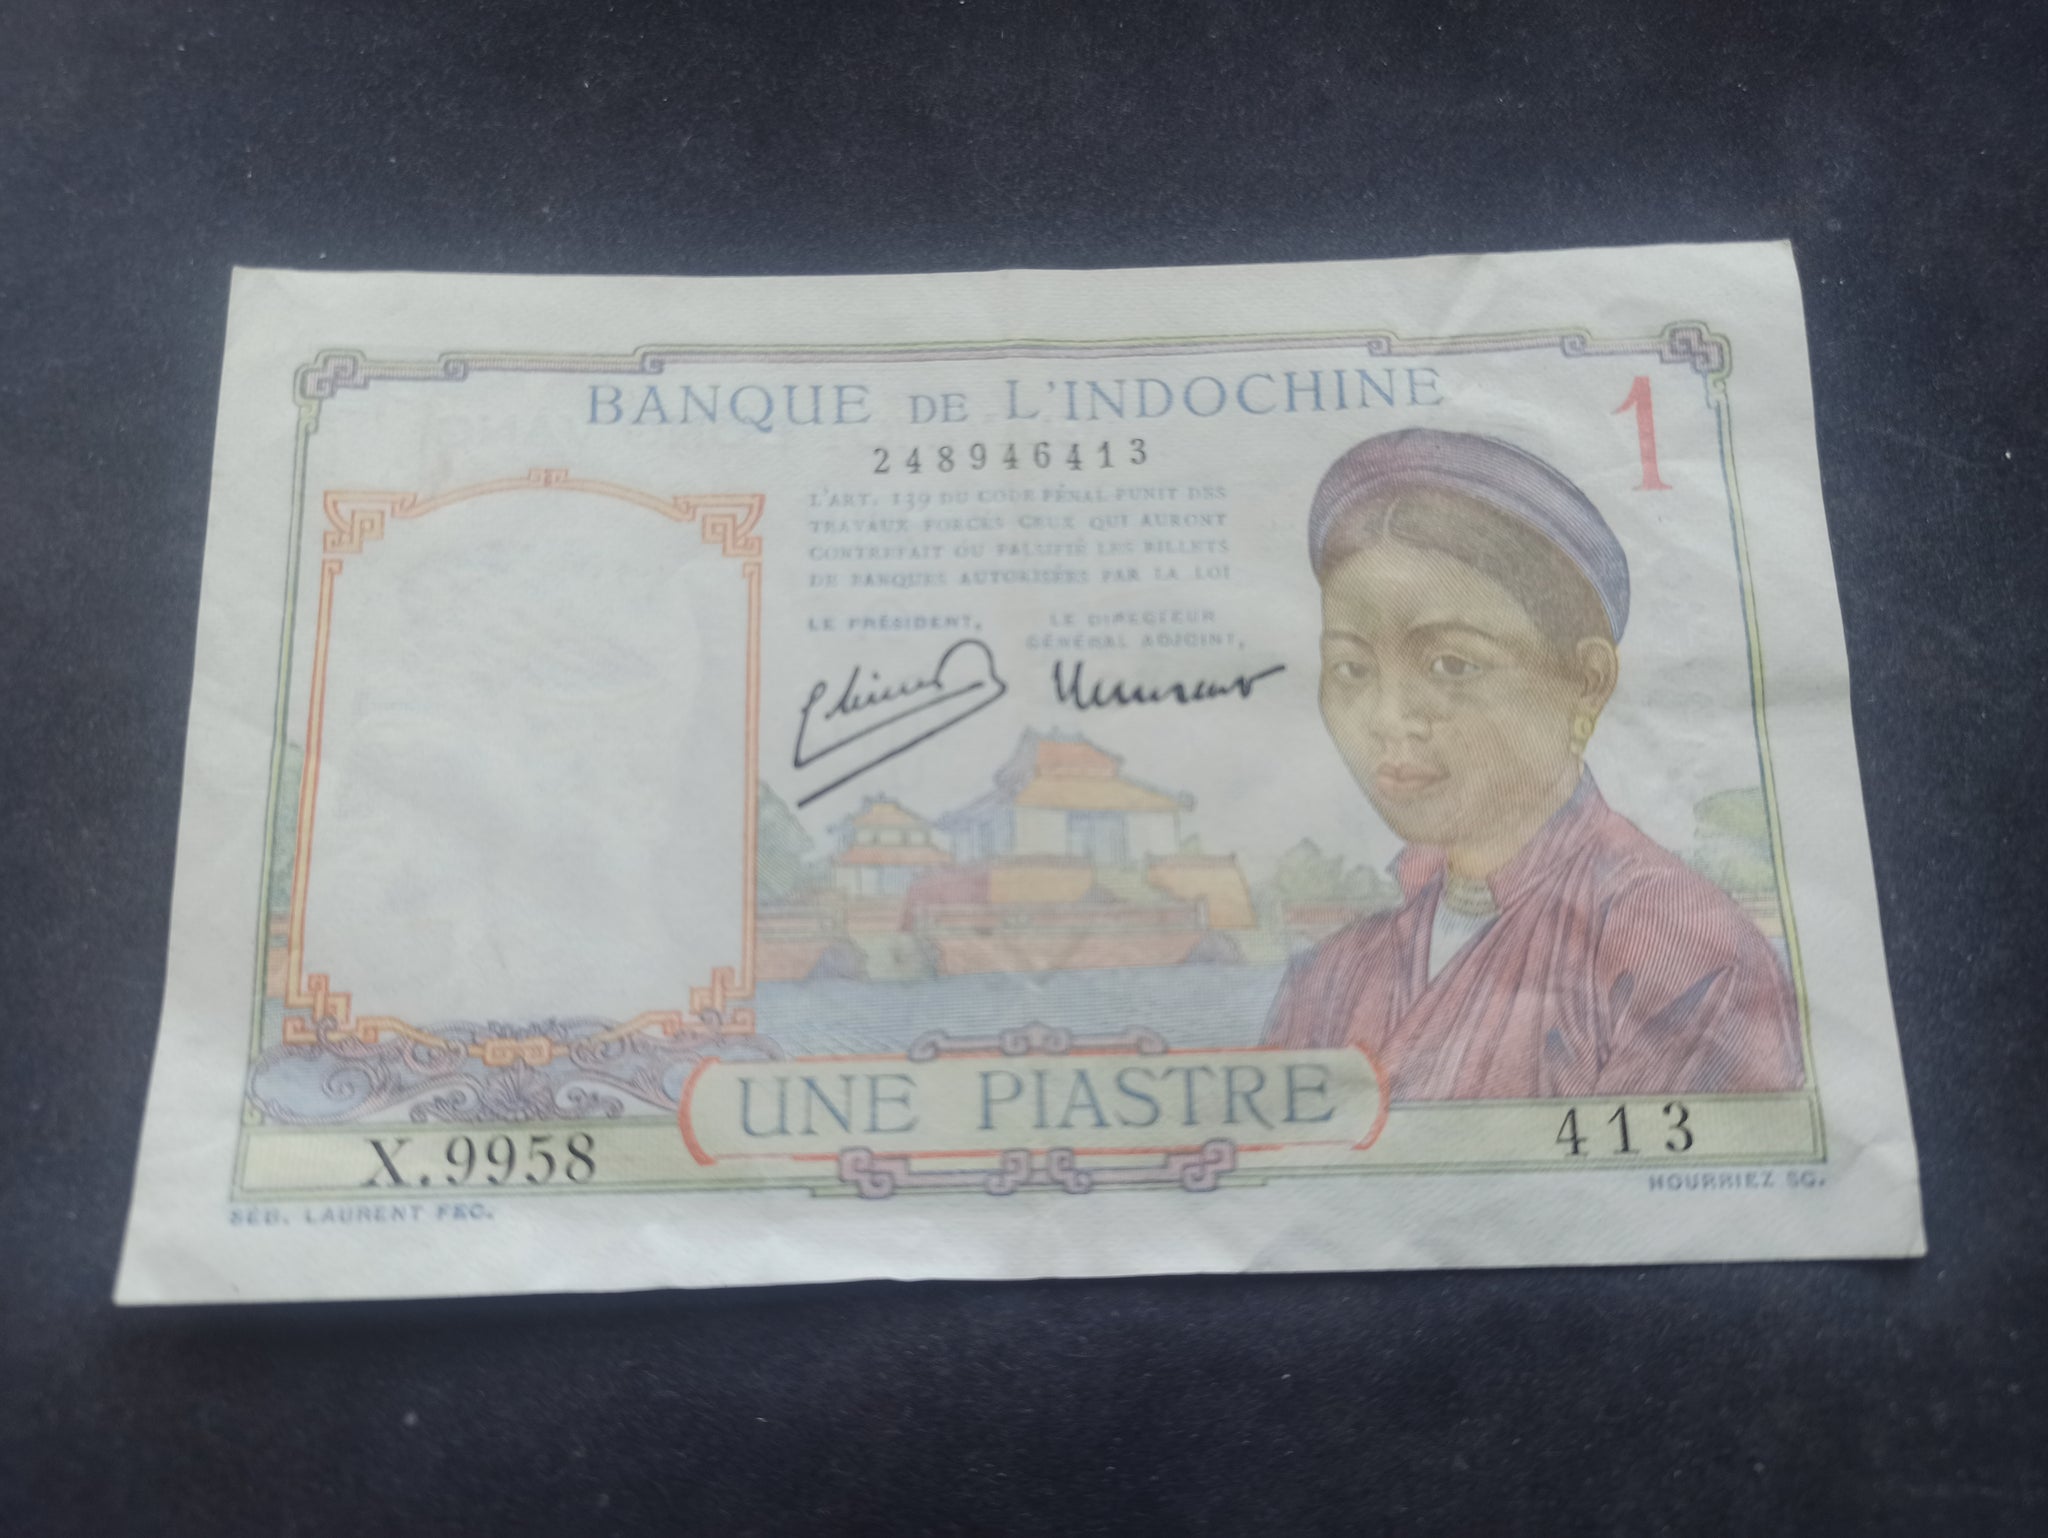 BANQUE DE L'INDOCHINE
1
248946413
L'ART. 139 DU CODE PÉNAL PUNIT DES
TRAVAUX FORCÉS CEUX QUI AURONT
CONTREFAIT OU FALSIFIÉ LES BILLETS
DE BANQUES AUTORISÉES PAR LA LOI
LE PRÉSIDENT,
LE DIRECTEUR
GÉNÉRAL ADJOINT,
UNE PIASTRE
X.9958
413
SÉB. LAURENT FEC.
HOURRIEZ SC.